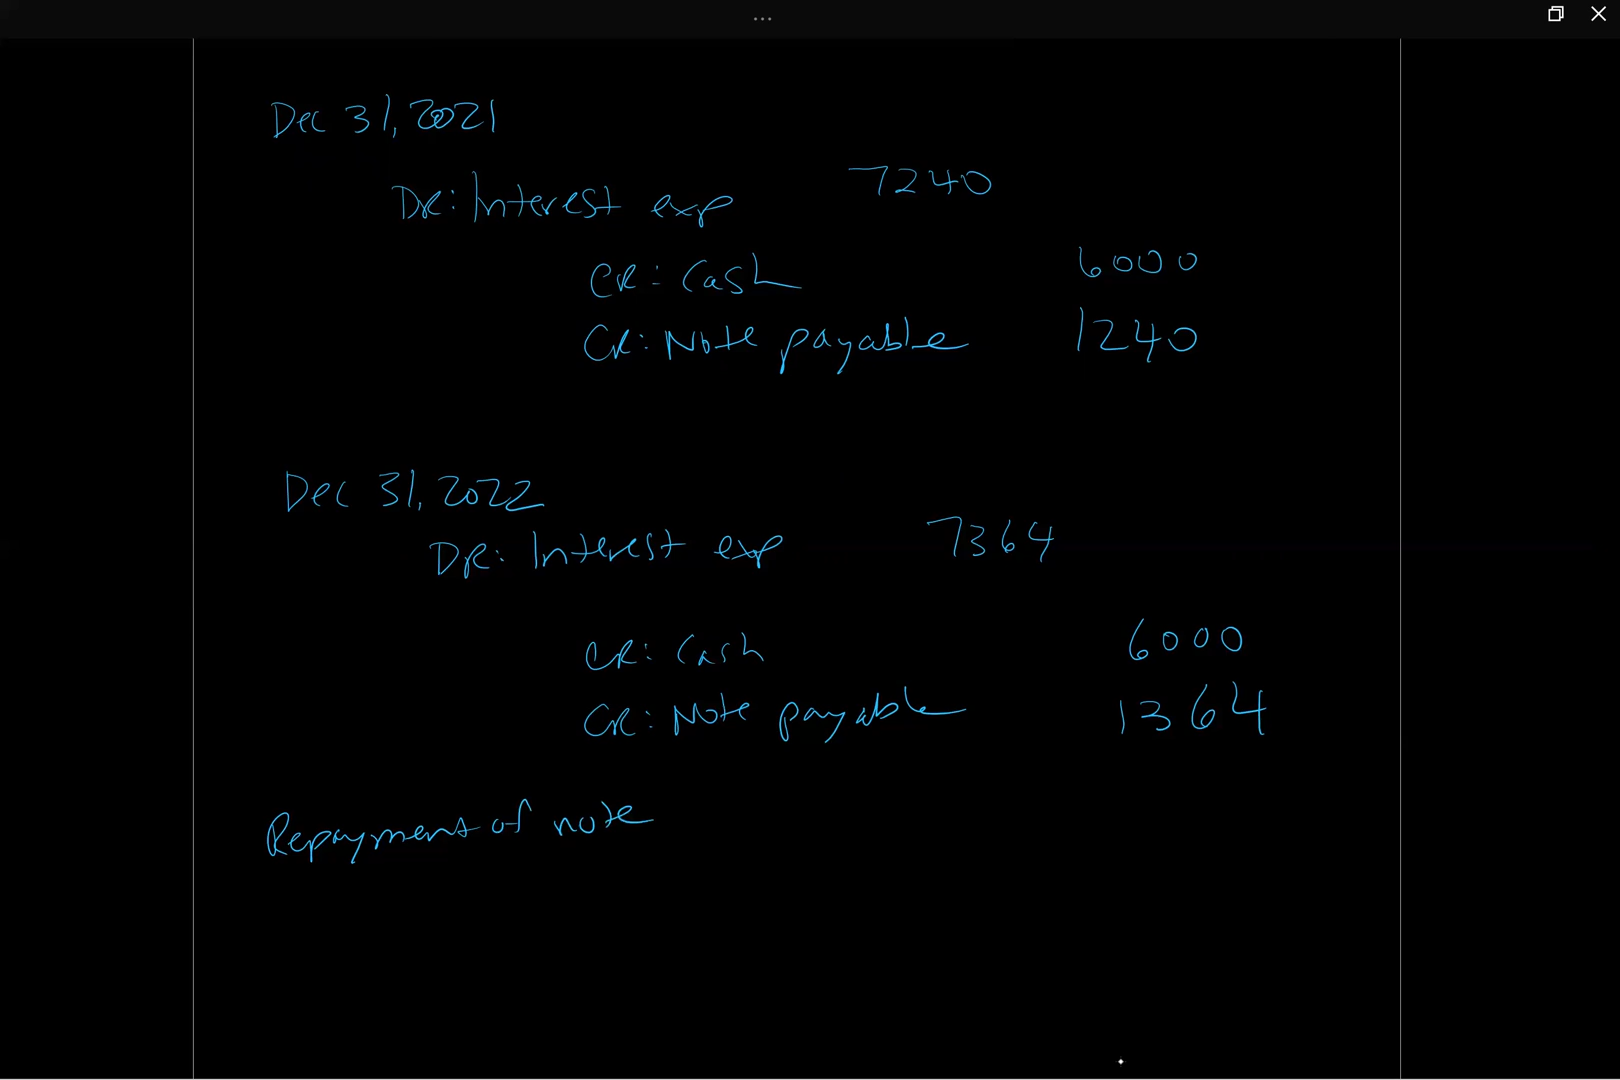 Dec 31, 2021
DR: Interest exp 7240
CR: Cash 6000
CR: Note payable 1240
Dec 31, 2022
DR: Interest exp 7364
CR: Cash 6000
CR: Note payable 1364
Repayment of note